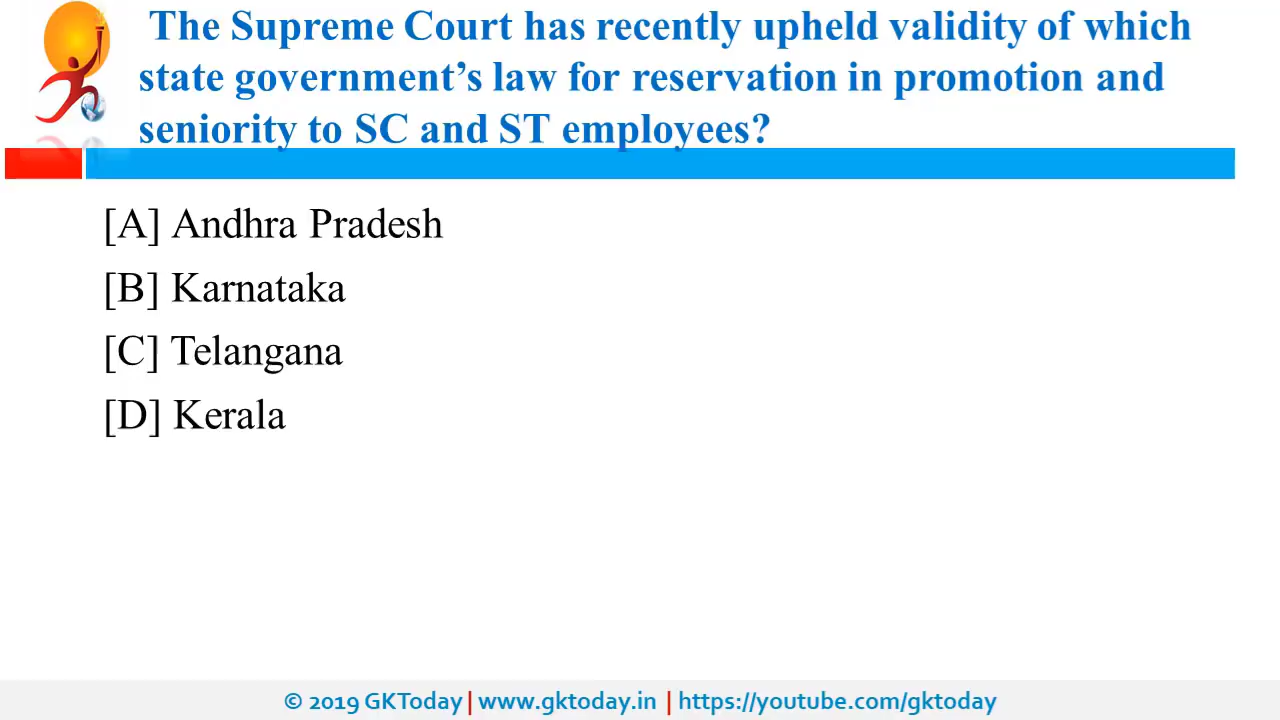 The Supreme Court has recently upheld validity of which
state government’s law for reservation in promotion and
seniority to SC and ST employees?
[A] Andhra Pradesh
[B] Karnataka
[C] Telangana
[D] Kerala
© 2019 GKToday | www.gktoday.in | https://youtube.com/gktoday